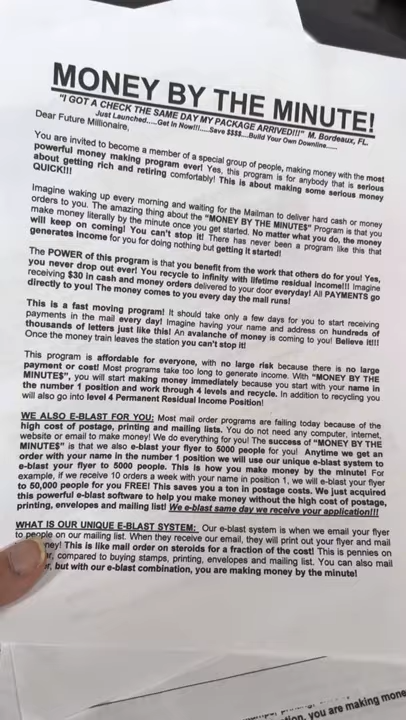 MONEY BY THE MINUTE!
"I GOT A CHECK THE SAME DAY MY PACKAGE ARRIVED!!!" M. Bordeaux, FL.
Just Launched.....Get In Now!!!....Save $$$$....Build Your Own Downline.....
Dear Future Millionaire,
You are invited to become a member of a special group of people, making money with the most
powerful money making program ever! Yes, this program is for anybody that is serious
about getting rich and retiring comfortably! This is about making some serious money
QUICK!!!
Imagine waking up every morning and waiting for the Mailman to deliver hard cash or money
orders to you. The amazing thing about the "MONEY BY THE MINUTE$" Program is that you
make money literally by the minute once you get started. No matter what you do, the money
will keep on coming! You can't stop it! There has never been a program like this that
generates income for you for doing nothing but getting it started!
The POWER of this program is that you benefit from the work that others do for you! Yes,
you never drop out ever! You recycle to infinity with lifetime residual Income!!! Imagine
receiving $30 in cash and money orders delivered to your door everyday! All PAYMENTS go
directly to you! The money comes to you every day the mail runs!
This is a fast moving program! It should take only a few days for you to start receiving
payments in the mail every day! Imagine having your name and address on hundreds of
thousands of letters just like this! An avalanche of money is coming to you! Believe it!!!
Once the money train leaves the station you can't stop it!
This program is affordable for everyone, with no large risk because there is no large
payment or cost! Most programs take too long to generate income. With "MONEY BY THE
MINUTE$", you will start making money immediately because you start with your name in
the number 1 position and work through 4 levels and recycle. In addition to recycling you
will also go into level 4 Permanent Residual Income Position!
WE ALSO E-BLAST FOR YOU: Most mail order programs are failing today because of the
high cost of postage, printing and mailing lists. You do not need any computer, internet,
website or email to make money! We do everything for you! The success of "MONEY BY THE
MINUTE$" is that we also e-blast your flyer to 5000 people for you! Anytime we get an
order with your name in the number 1 position we will use our unique e-blast system to
e-blast your flyer to 5000 people. This is how you make money by the minute! For
example, if we receive 10 orders a week with your name in position 1, we will e-blast your flyer
to 50,000 people for you FREE! This saves you a ton in postage costs. We just acquired
this powerful e-blast software to help you make money without the high cost of postage,
printing, envelopes and mailing list! We e-blast same day we receive your application!!!
WHAT IS OUR UNIQUE E-BLAST SYSTEM: Our e-blast system is when we email your flyer
to people on our mailing list. When they receive our email, they will print out your flyer and mail
ney! This is like mail order on steroids for a fraction of the cost! This is pennies on
r, compared to buying stamps, printing, envelopes and mailing list. You can also mail
r, but with our e-blast combination, you are making money by the minute!
tion, you are making mone